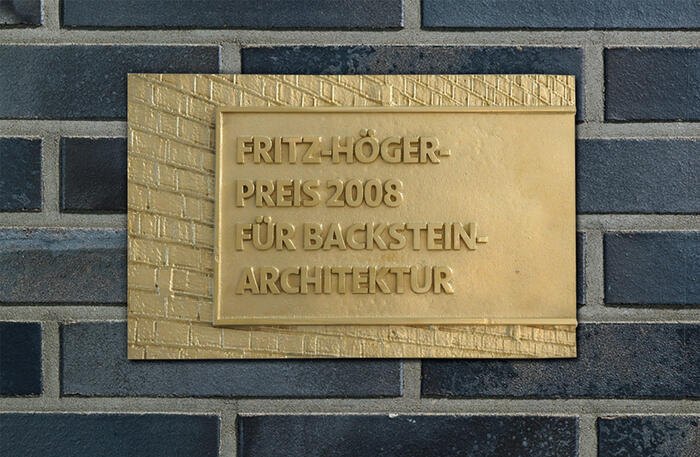 FRITZ-HÖGER-
PREIS 2008
FÜR BACKSTEIN-
ARCHITEKTUR